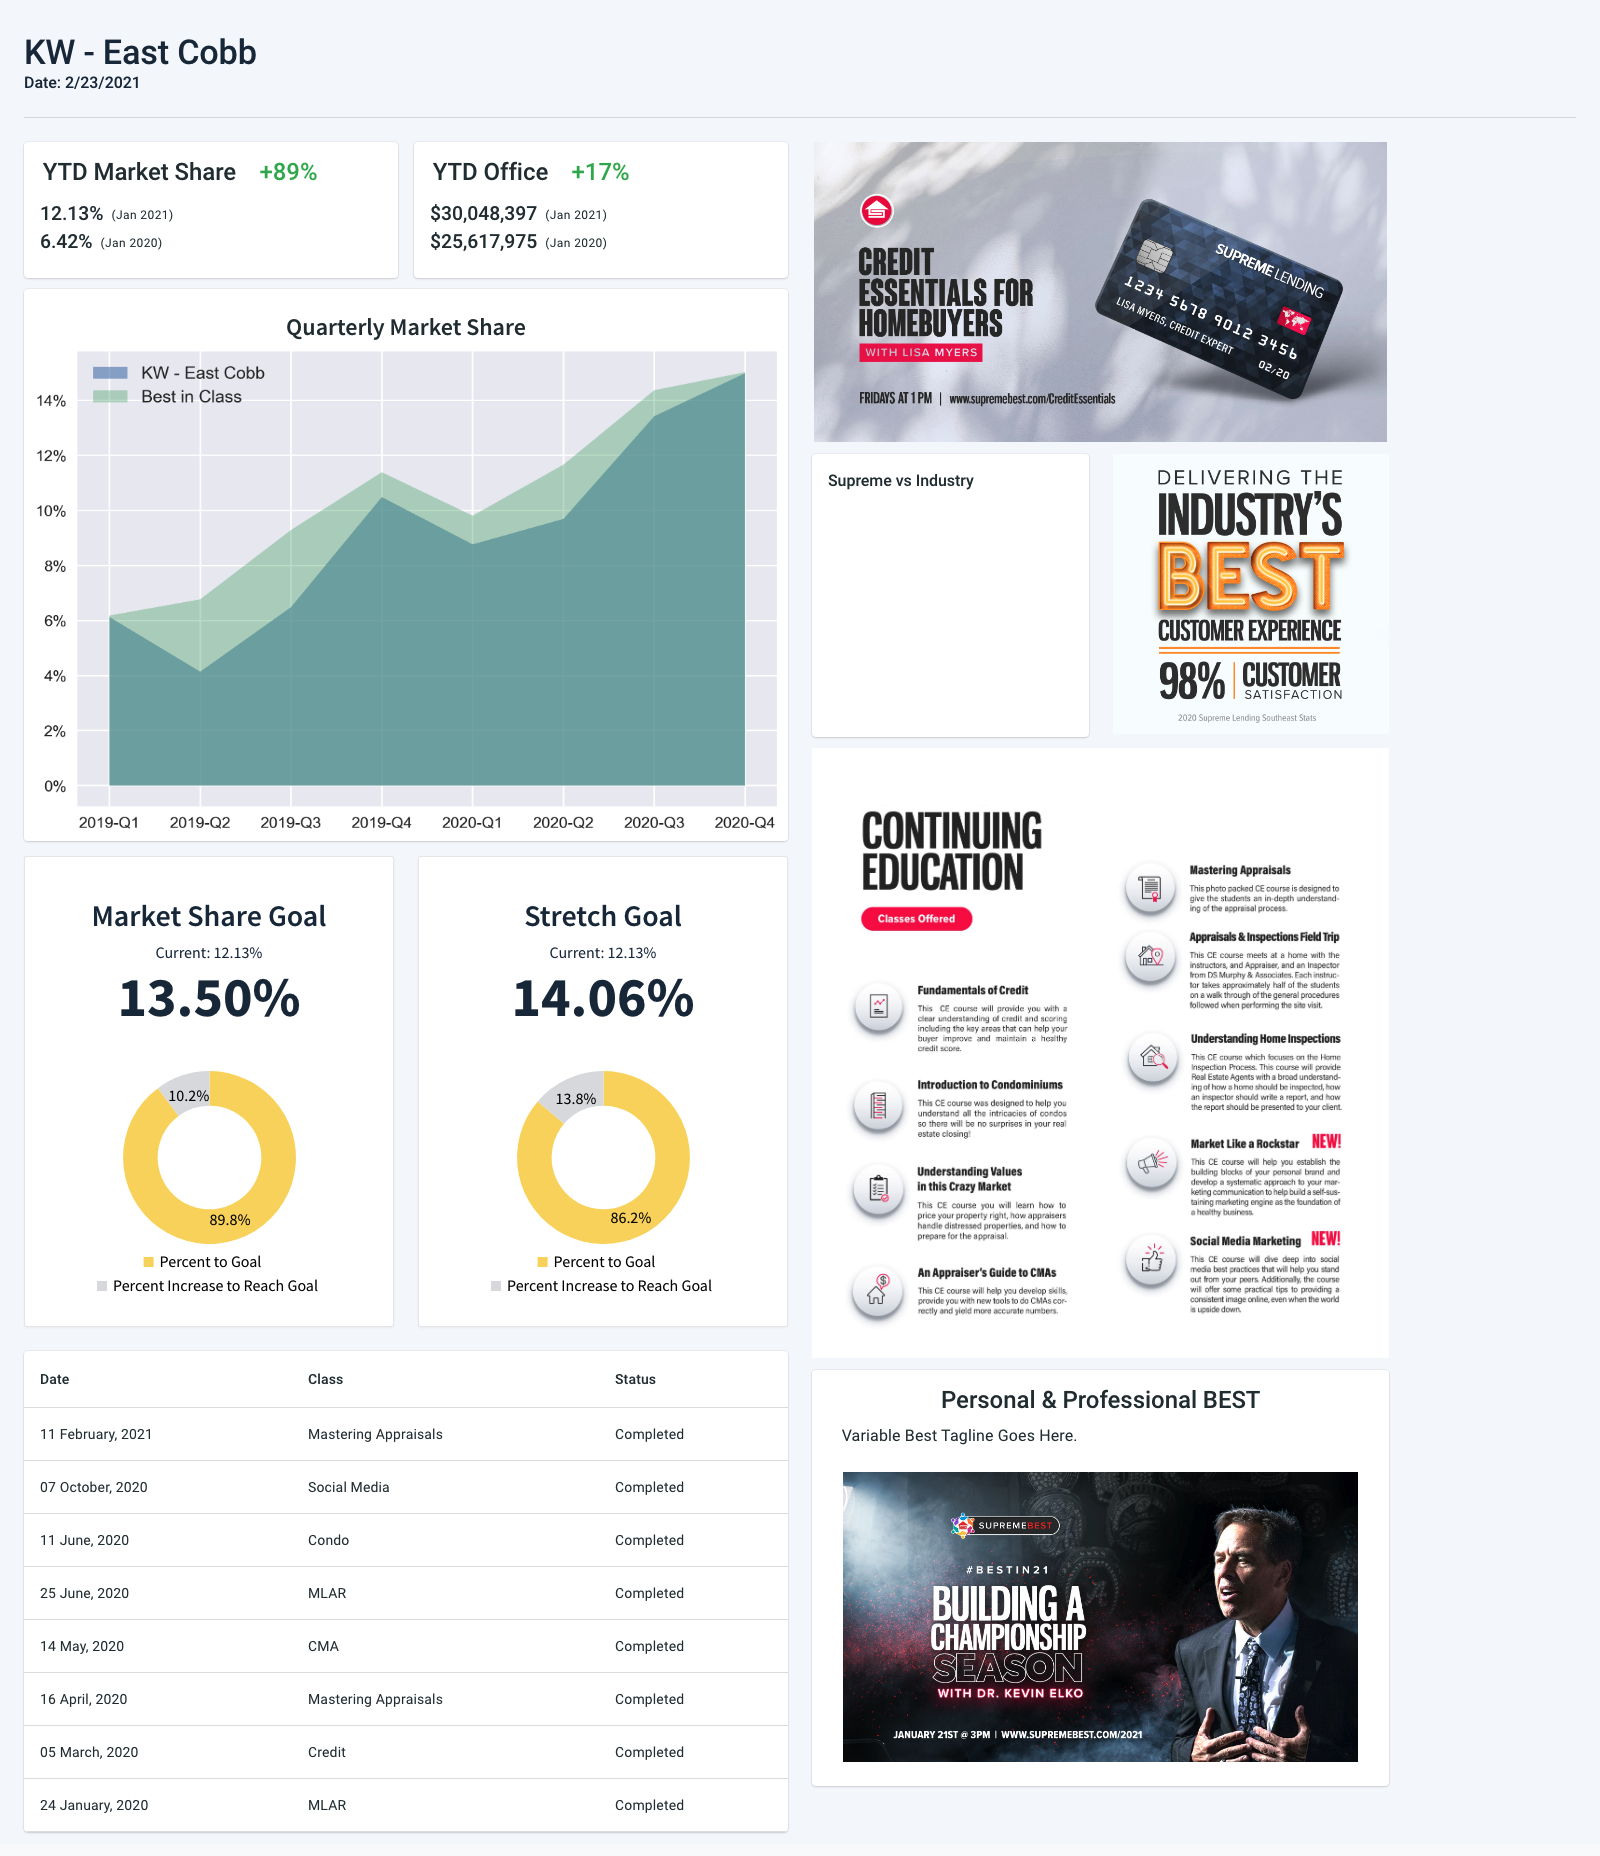 KW - East Cobb
Date: 2/23/2021
YTD Market Share +89%
12.13% (Jan 2021)
6.42% (Jan 2020)
YTD Office +17%
$30,048,397 (Jan 2021)
$25,617,975 (Jan 2020)
Quarterly Market Share
KW - East Cobb
Best in Class
14%
12%
10%
8%
6%
4%
2%
0%
2019-Q1 2019-Q2 2019-Q3 2019-Q4 2020-Q1 2020-Q2 2020-Q3 2020-Q4
Market Share Goal
Current: 12.13%
13.50%
10.2%
89.8%
Percent to Goal
Percent Increase to Reach Goal
Stretch Goal
Current: 12.13%
14.06%
13.8%
86.2%
Percent to Goal
Percent Increase to Reach Goal
Date Class Status
11 February, 2021 Mastering Appraisals Completed
07 October, 2020 Social Media Completed
11 June, 2020 Condo Completed
25 June, 2020 MLAR Completed
14 May, 2020 CMA Completed
16 April, 2020 Mastering Appraisals Completed
05 March, 2020 Credit Completed
24 January, 2020 MLAR Completed
CREDIT
ESSENTIALS FOR
HOMEBUYERS
WITH LISA MYERS
FRIDAYS AT 1 PM | www.supremebest.com/CreditEssentials
SUPREME LENDING
1234 5678 9012 3456
LISA MYERS, CREDIT EXPERT
02/20
Supreme vs Industry
DELIVERING THE
INDUSTRY'S
BEST
CUSTOMER EXPERIENCE
98% | CUSTOMER
SATISFACTION
2020 Supreme Lending Southeast Stats
CONTINUING
EDUCATION
Classes Offered
Fundamentals of Credit
This CE course will provide you with a
clear understanding of credit and scoring
including the key areas that can help your
buyer improve and maintain a healthy
credit score.
Introduction to Condominiums
This CE course was designed to help you
understand all the intricacies of condos
so there will be no surprises in your real
estate closing!
Understanding Values
in this Crazy Market
This CE course you will learn how to
price your property right, how appraisers
handle distressed properties, and how to
prepare for the appraisal.
An Appraiser's Guide to CMAs
This CE course will help you develop skills,
provide you with new tools to do CMAs cor-
rectly and yield more accurate numbers.
Mastering Appraisals
This photo packed CE course is designed to
give the students an in-depth understand-
ing of the appraisal process.
Appraisals & Inspections Field Trip
This CE course meets at a home with the
instructors, and Appraiser, and an Inspector
from DS Murphy & Associates. Each instruc-
tor takes approximately half of the students
on a walk through of the general procedures
followed when performing the site visit.
Understanding Home Inspections
This CE course which focuses on the Home
Inspection Process. This course will provide
Real Estate Agents with a broad understand-
ing of how a home should be inspected, how
an inspector should write a report, and how
the report should be presented to your client.
Market Like a Rockstar NEW!
This CE course will help you establish the
building blocks of your personal brand and
develop a systematic approach to your mar-
keting communication to help build a self-sus-
taining marketing engine as the foundation of
a healthy business.
Social Media Marketing NEW!
This CE course will dive deep into social
media best practices that will help you stand
out from your peers. Additionally, the course
will offer some practical tips to providing a
consistent image online, even when the world
is upside down.
Personal & Professional BEST
Variable Best Tagline Goes Here.
SUPREMEBEST
#BESTIN21
BUILDING A
CHAMPIONSHIP
SEASON
WITH DR. KEVIN ELKO
JANUARY 21ST @ 3PM | WWW.SUPREMEBEST.COM/2021